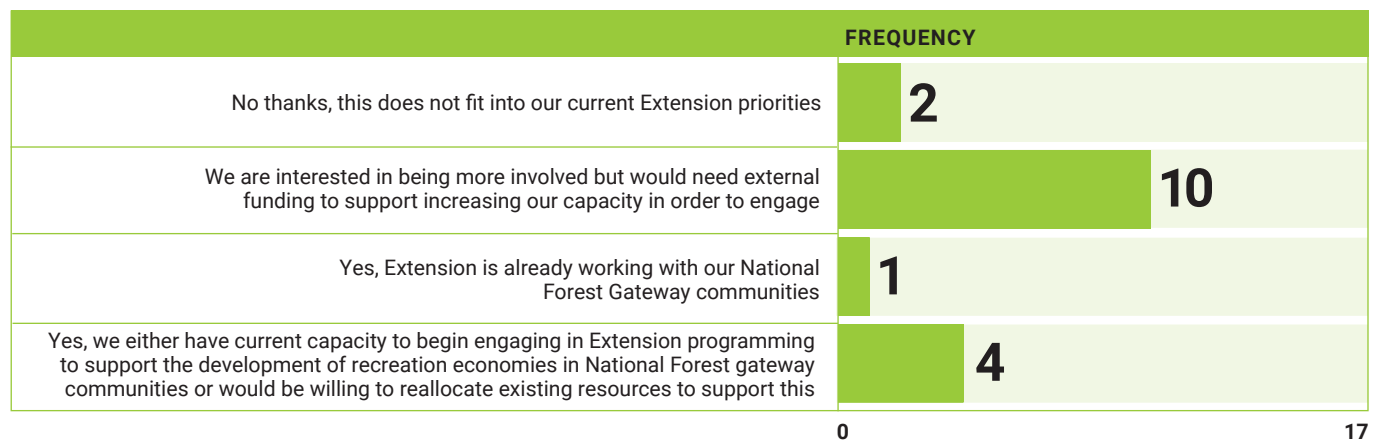 FREQUENCY
No thanks, this does not fit into our current Extension priorities
2
We are interested in being more involved but would need external
funding to support increasing our capacity in order to engage
10
Yes, Extension is already working with our National
Forest Gateway communities
1
Yes, we either have current capacity to begin engaging in Extension programming
to support the development of recreation economies in National Forest gateway
communities or would be willing to reallocate existing resources to support this
4
0
17